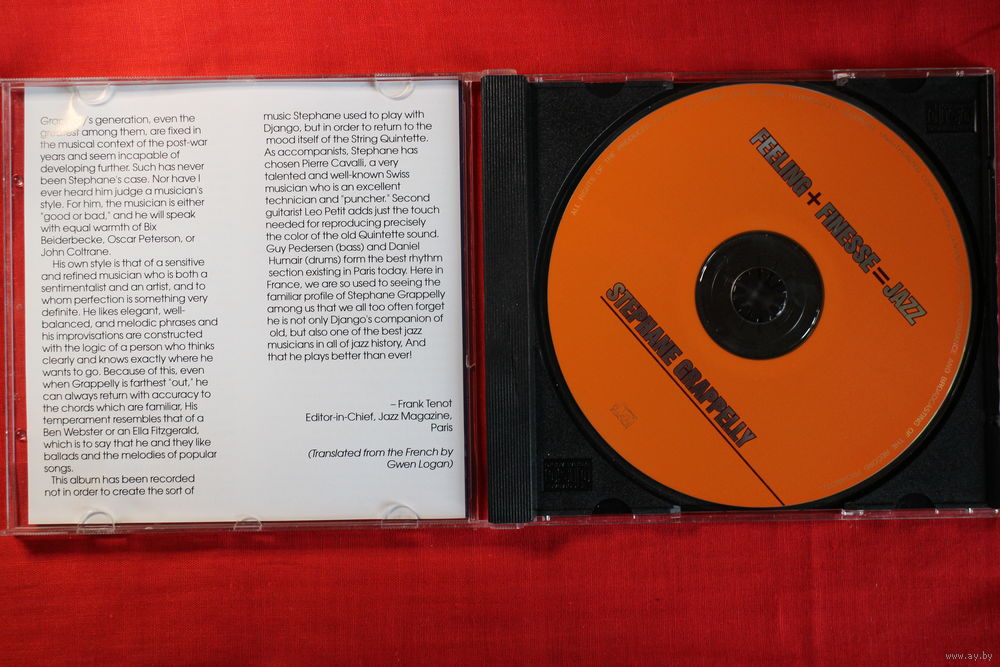 Grappelly's generation, even the
greatest among them, are fixed in
the musical context of the post-war
years and seem incapable of
developing further. Such has never
been Stephane's case. Nor have I
ever heard him judge a musician's
style. For him, the musician is either
"good or bad," and he will speak
with equal warmth of Bix
Beiderbecke, Oscar Peterson, or
John Coltrane.
His own style is that of a sensitive
and refined musician who is both a
sentimentalist and an artist, and to
whom perfection is something very
definite. He likes elegant, well-
balanced, and melodic phrases and
his improvisations are constructed
with the logic of a person who thinks
clearly and knows exactly where he
wants to go. Because of this, even
when Grappelly is farthest "out," he
can always return with accuracy to
the chords which are familiar, His
temperament resembles that of a
Ben Webster or an Ella Fitzgerald,
which is to say that he and they like
ballads and the melodies of popular
songs.
This album has been recorded
not in order to create the sort of
music Stephane used to play with
Django, but in order to return to the
mood itself of the String Quintette.
As accompanists, Stephane has
chosen Pierre Cavalli, a very
talented and well-known Swiss
musician who is an excellent
technician and "puncher." Second
guitarist Leo Petit adds just the touch
needed for reproducing precisely
the color of the old Quintette sound.
Guy Pedersen (bass) and Daniel
Humair (drums) form the best rhythm
section existing in Paris today. Here in
France, we are so used to seeing the
familiar profile of Stephane Grappelly
among us that we all too often forget
he is not only Django's companion of
old, but also one of the best jazz
musicians in all of jazz history, And
that he plays better than ever!
– Frank Tenot
Editor-in-Chief, Jazz Magazine,
Paris
(Translated from the French by
Gwen Logan)
FEELING + FINESSE = JAZZ
STEPHANE GRAPPELLY
ALL RIGHTS OF THE PRODUCER
AND BROADCASTING OF THE RECORD
www.ay.by